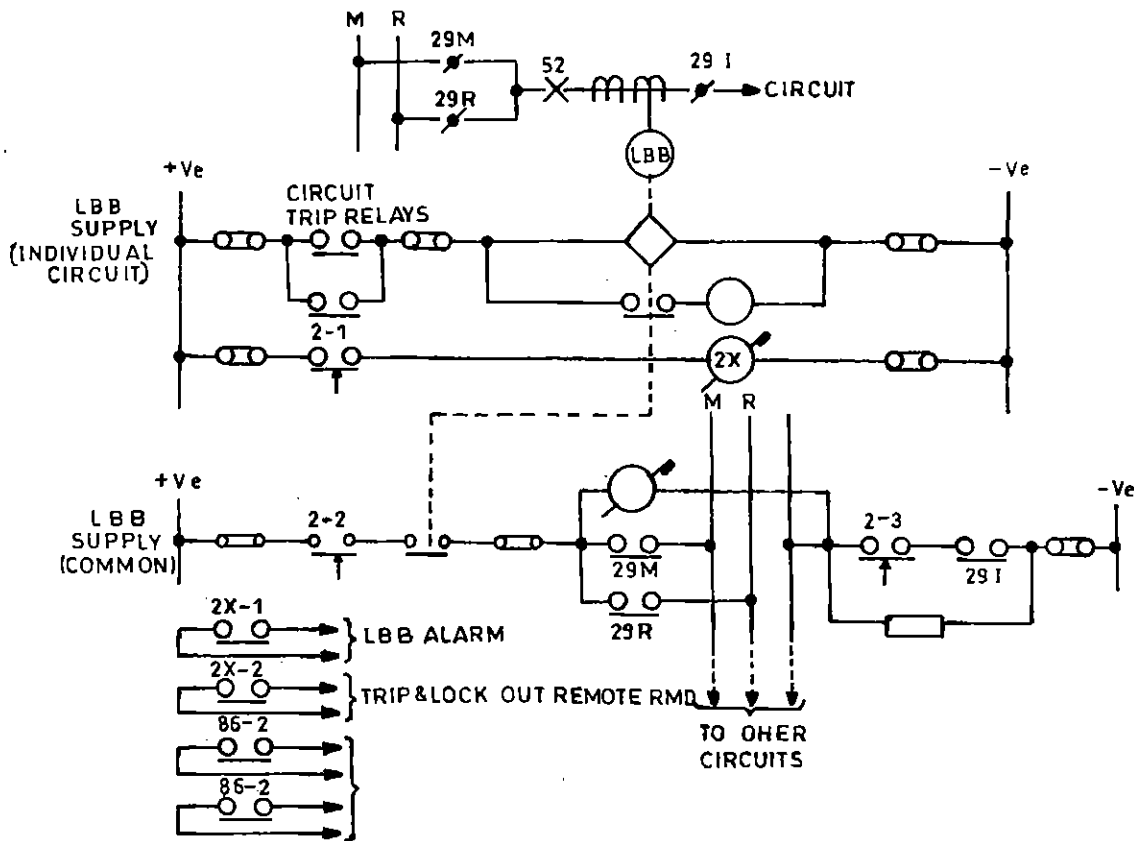 M R
29M
52
29 I
29R
CIRCUIT
LBB
+Ve
-Ve
LBB
SUPPLY
(INDIVIDUAL
CIRCUIT)
CIRCUIT
TRIP RELAYS
2-1
2X
M R
+Ve
-Ve
LBB
SUPPLY
(COMMON)
2-2
29M
29R
2-3
29 I
2X-1
LBB ALARM
2X-2
TRIP & LOCK OUT REMOTE RMD
86-2
86-2
TO OHER
CIRCUITS